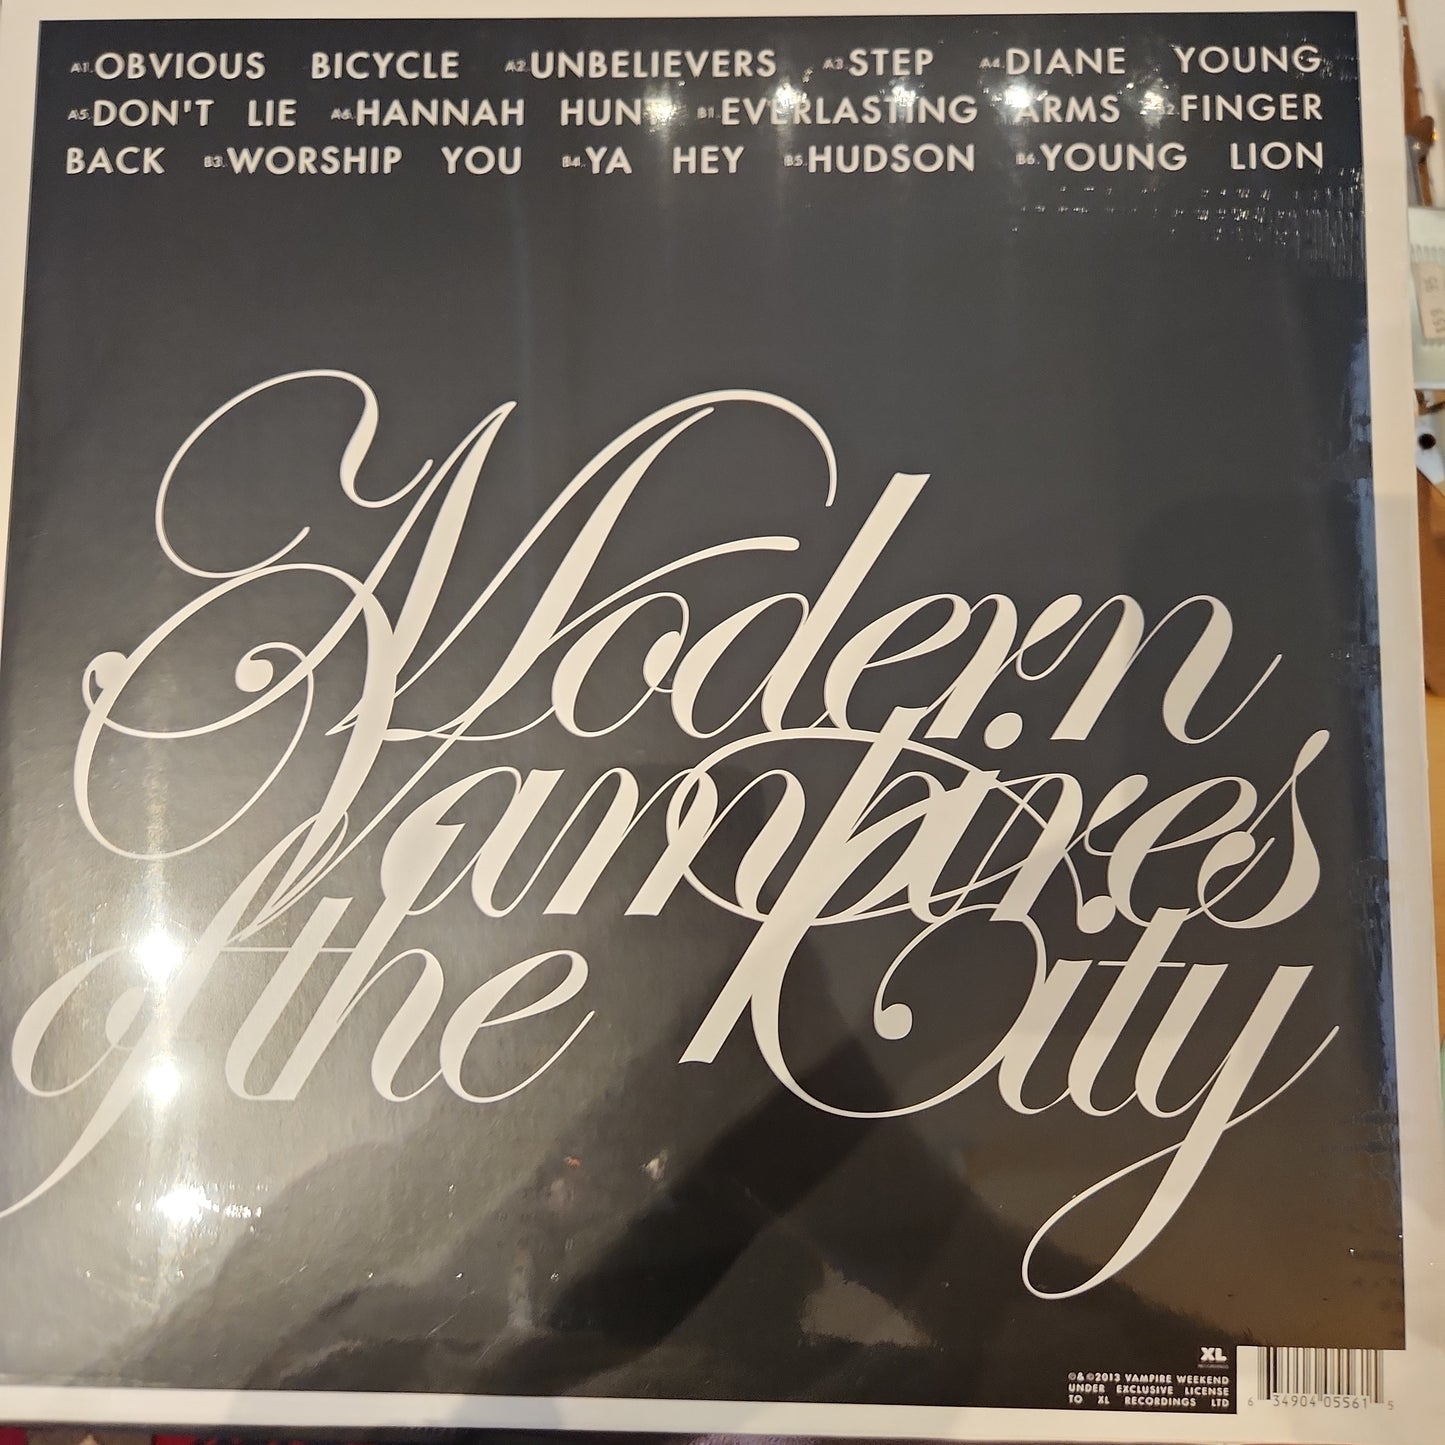 A1.OBVIOUS BICYCLE A2.UNBELIEVERS A3.STEP A4.DIANE YOUNG
A5.DON'T LIE A6.HANNAH HUNT B1.EVERLASTING ARMS B2.FINGER
BACK B3.WORSHIP YOU B4.YA HEY B5.HUDSON B6.YOUNG LION
Modern
Vampires
of the City
XL
RECORDINGS
℗&©2013 VAMPIRE WEEKEND
UNDER EXCLUSIVE LICENSE
TO XL RECORDINGS LTD
6 34904 05561 5